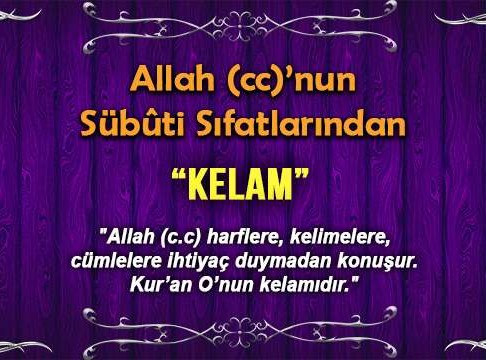 Allah (cc)'nun
Sübûti Sıfatlarından
“KELAM”
"Allah (c.c) harflere, kelimelere,
cümlelere ihtiyaç duymadan konuşur.
Kur’an O’nun kelamıdır."